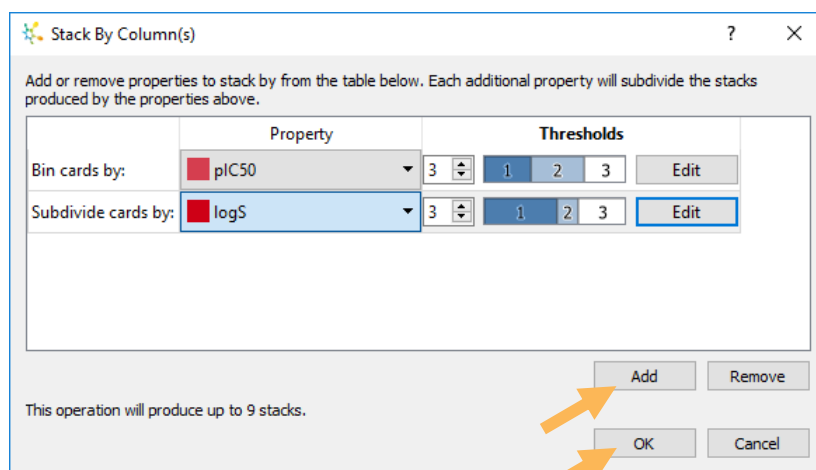 Stack By Column(s) ?
Add or remove properties to stack by from the table below. Each additional property will subdivide the stacks
produced by the properties above.
Property Thresholds
Bin cards by: pIC50 3 1 2 3 Edit
Subdivide cards by: logS 3 1 2 3 Edit
Add Remove
This operation will produce up to 9 stacks.
OK Cancel